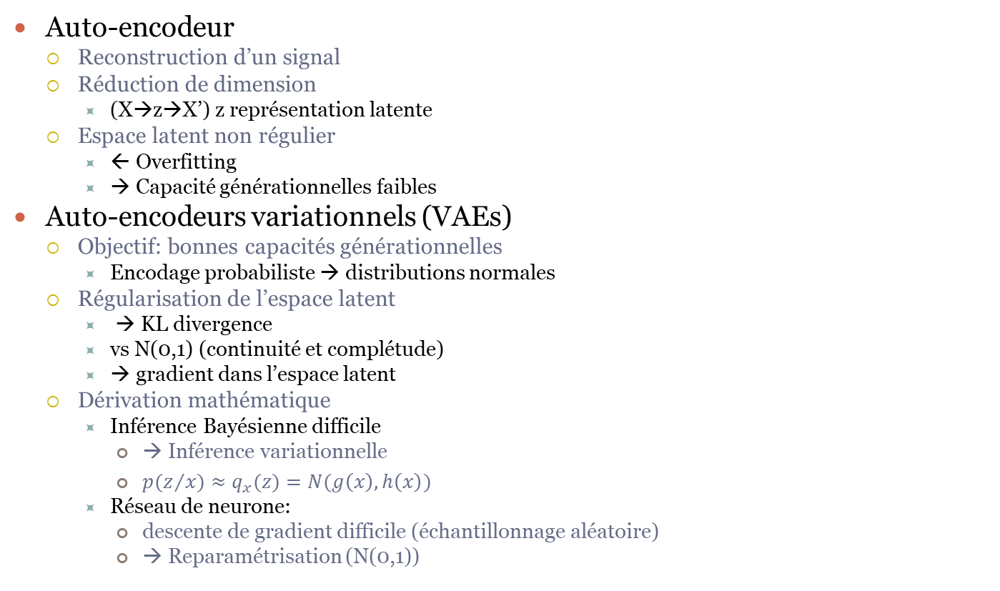 Auto-encodeur
Reconstruction d’un signal
Réduction de dimension
(X→z→X’) z représentation latente
Espace latent non régulier
← Overfitting
→ Capacité générationnelles faibles
Auto-encodeurs variationnels (VAEs)
Objectif: bonnes capacités générationnelles
Encodage probabiliste → distributions normales
Régularisation de l’espace latent
→ KL divergence
vs N(0,1) (continuité et complétude)
→ gradient dans l’espace latent
Dérivation mathématique
Inférence Bayésienne difficile
→ Inférence variationnelle
p(z/x) ≈ qₓ(z) = N(g(x), h(x))
Réseau de neurone:
descente de gradient difficile (échantillonnage aléatoire)
→ Reparamétrisation (N(0,1))